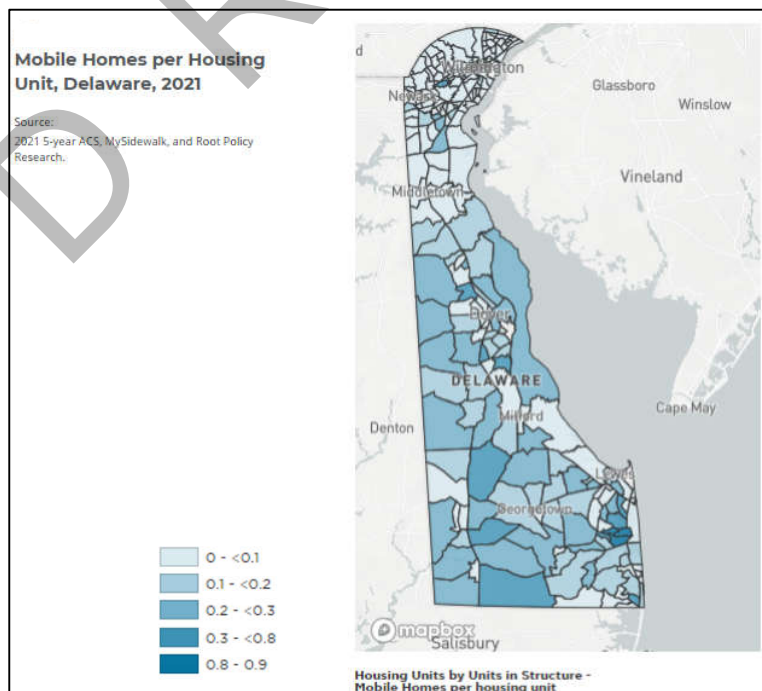 Mobile Homes per Housing
Unit, Delaware, 2021
Source:
2021 5-year ACS, MySidewalk, and Root Policy
Research.
D R
d
Wilmington
Newark
Glassboro
Winslow
Vineland
Middletown
Dover
DELAWARE
Milford
Cape May
Denton
Lewes
Georgetown
0 - <0.1
0.1 - <0.2
0.2 - <0.3
0.3 - <0.8
0.8 - 0.9
mapbox
Salisbury
Housing Units by Units in Structure -
Mobile Homes per housing unit